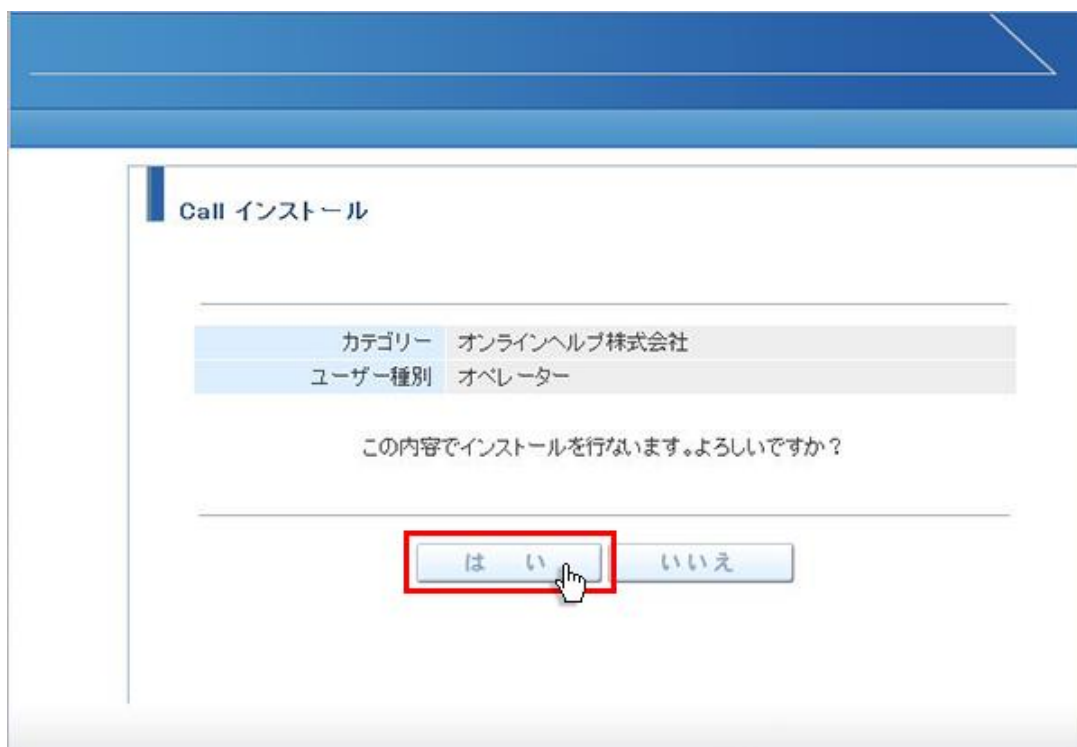 Call インストール
カテゴリー オンラインヘルプ株式会社
ユーザー種別 オペレーター
この内容でインストールを行ないます。よろしいですか？
は い いいえ